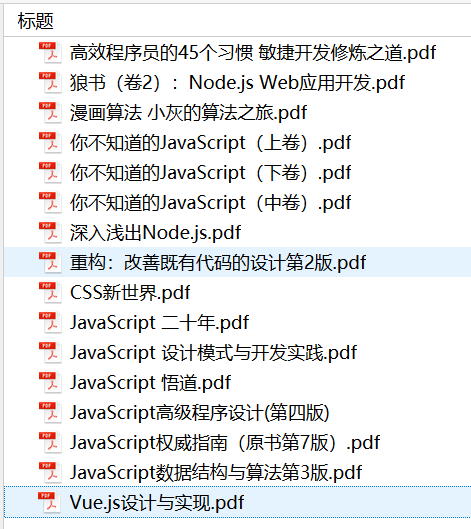 标题
高效程序员的45个习惯 敏捷开发修炼之道.pdf
狼书（卷2）：Node.js Web应用开发.pdf
漫画算法 小灰的算法之旅.pdf
你不知道的JavaScript（上卷）.pdf
你不知道的JavaScript（下卷）.pdf
你不知道的JavaScript（中卷）.pdf
深入浅出Node.js.pdf
重构：改善既有代码的设计第2版.pdf
CSS新世界.pdf
JavaScript 二十年.pdf
JavaScript 设计模式与开发实践.pdf
JavaScript 悟道.pdf
JavaScript高级程序设计(第四版)
JavaScript权威指南（原书第7版）.pdf
JavaScript数据结构与算法第3版.pdf
Vue.js设计与实现.pdf